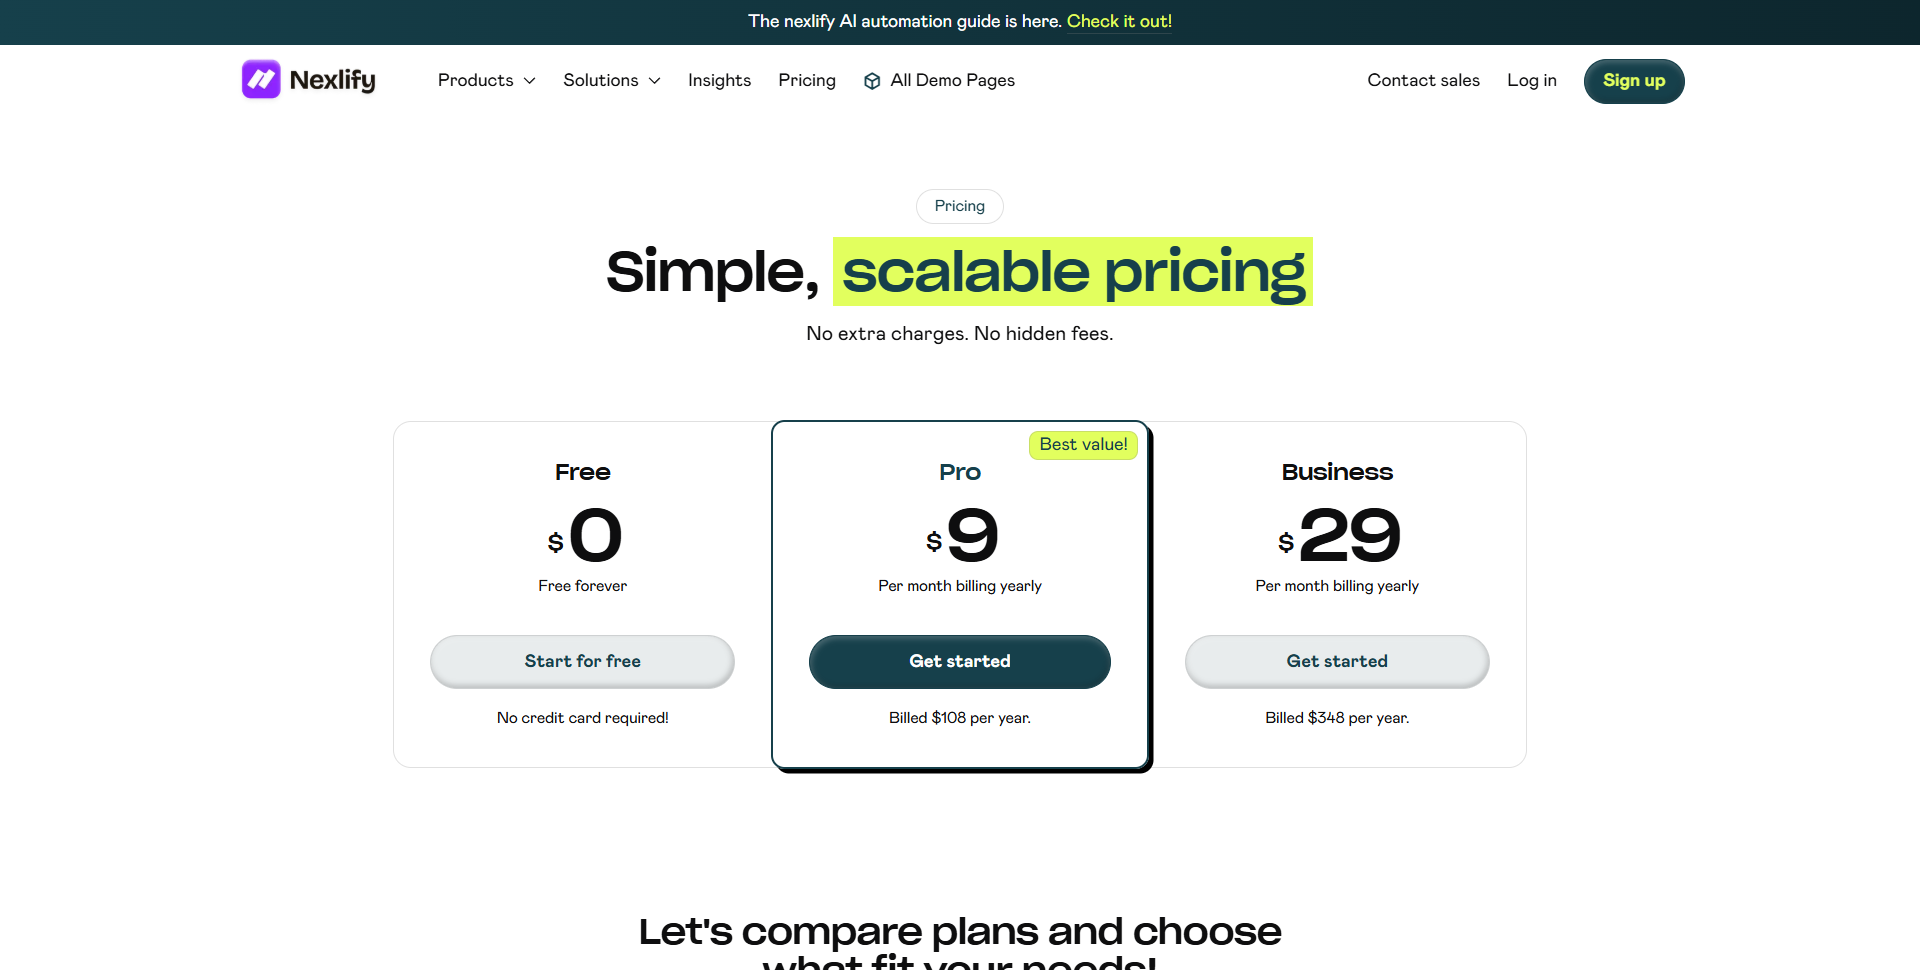 The nexlify AI automation guide is here. Check it out!
Nexlify
Products
Solutions
Insights
Pricing
All Demo Pages
Contact sales
Log in
Sign up
Pricing
Simple, scalable pricing
No extra charges. No hidden fees.
Free
$0
Free forever
Start for free
No credit card required!
Best value!
Pro
$9
Per month billing yearly
Get started
Billed $108 per year.
Business
$29
Per month billing yearly
Get started
Billed $348 per year.
Let's compare plans and choose
what fit your needs!